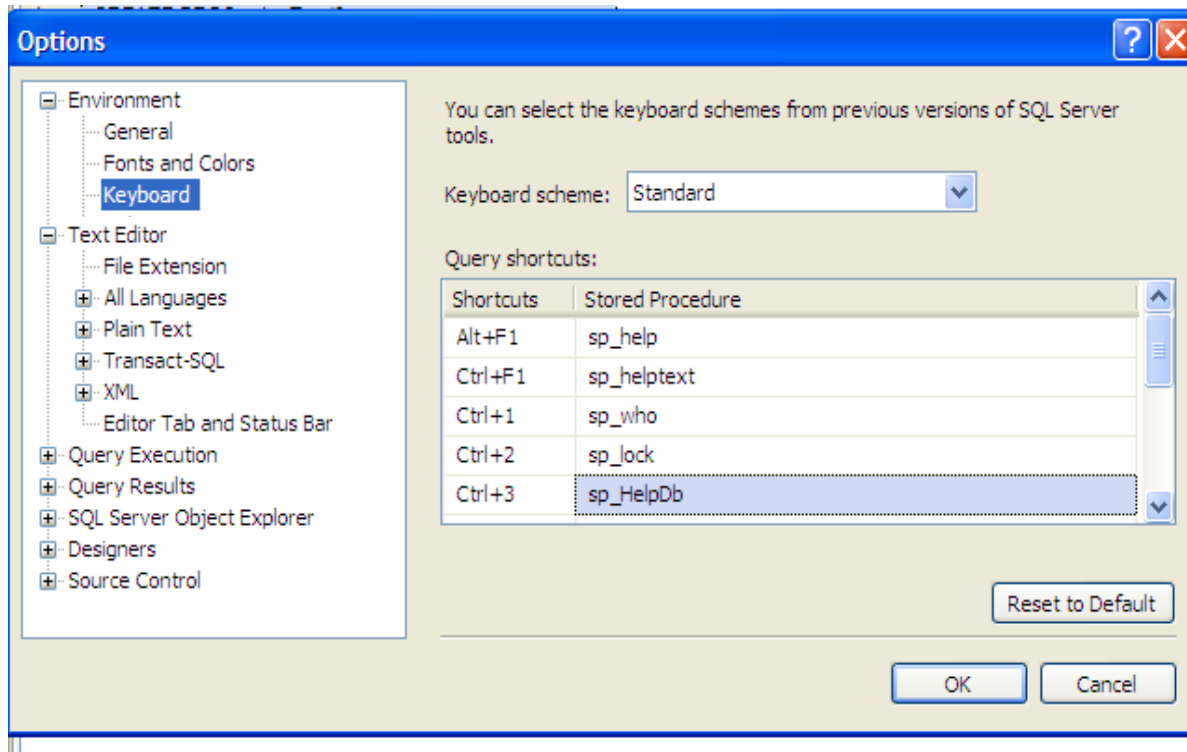 Options
Environment
General
Fonts and Colors
Keyboard
Text Editor
File Extension
All Languages
Plain Text
Transact-SQL
XML
Editor Tab and Status Bar
Query Execution
Query Results
SQL Server Object Explorer
Designers
Source Control
You can select the keyboard schemes from previous versions of SQL Server
tools.
Keyboard scheme: Standard
Query shortcuts:
Shortcuts Stored Procedure
Alt+F1 sp_help
Ctrl+F1 sp_helptext
Ctrl+1 sp_who
Ctrl+2 sp_lock
Ctrl+3 sp_HelpDb
Reset to Default
OK Cancel